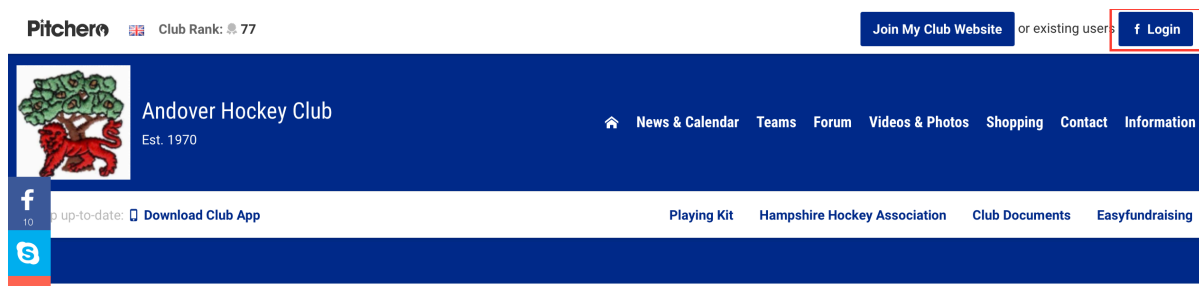 Pitchero Club Rank: 77 Join My Club Website or existing users f Login
Andover Hockey Club
Est. 1970
News & Calendar Teams Forum Videos & Photos Shopping Contact Information
f
10
p up-to-date: Download Club App Playing Kit Hampshire Hockey Association Club Documents Easyfundraising
S